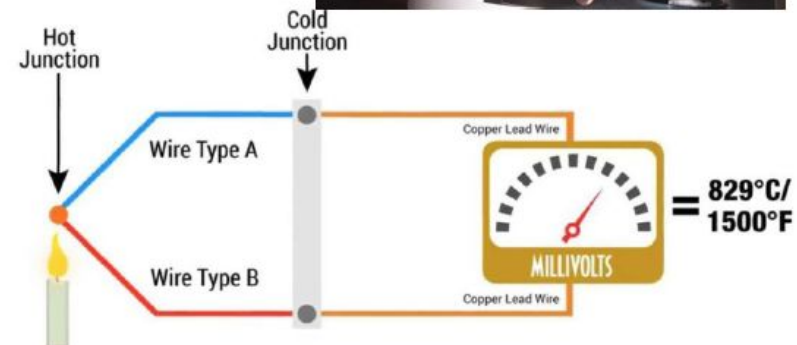 Cold
Junction
Hot
Junction
Copper Lead Wire
Wire Type A
= 829°C/
1500°F
MILLIVOLTS
Wire Type B
Copper Lead Wire